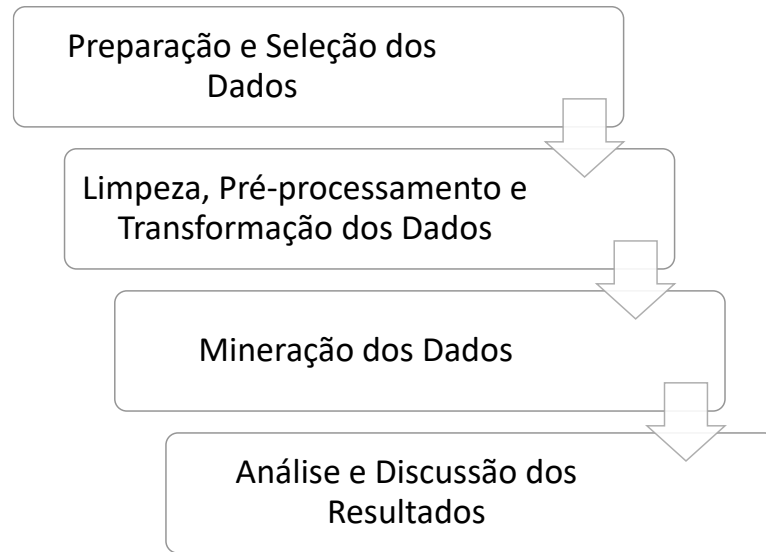 Preparação e Seleção dos
Dados
Limpeza, Pré-processamento e
Transformação dos Dados
Mineração dos Dados
Análise e Discussão dos
Resultados